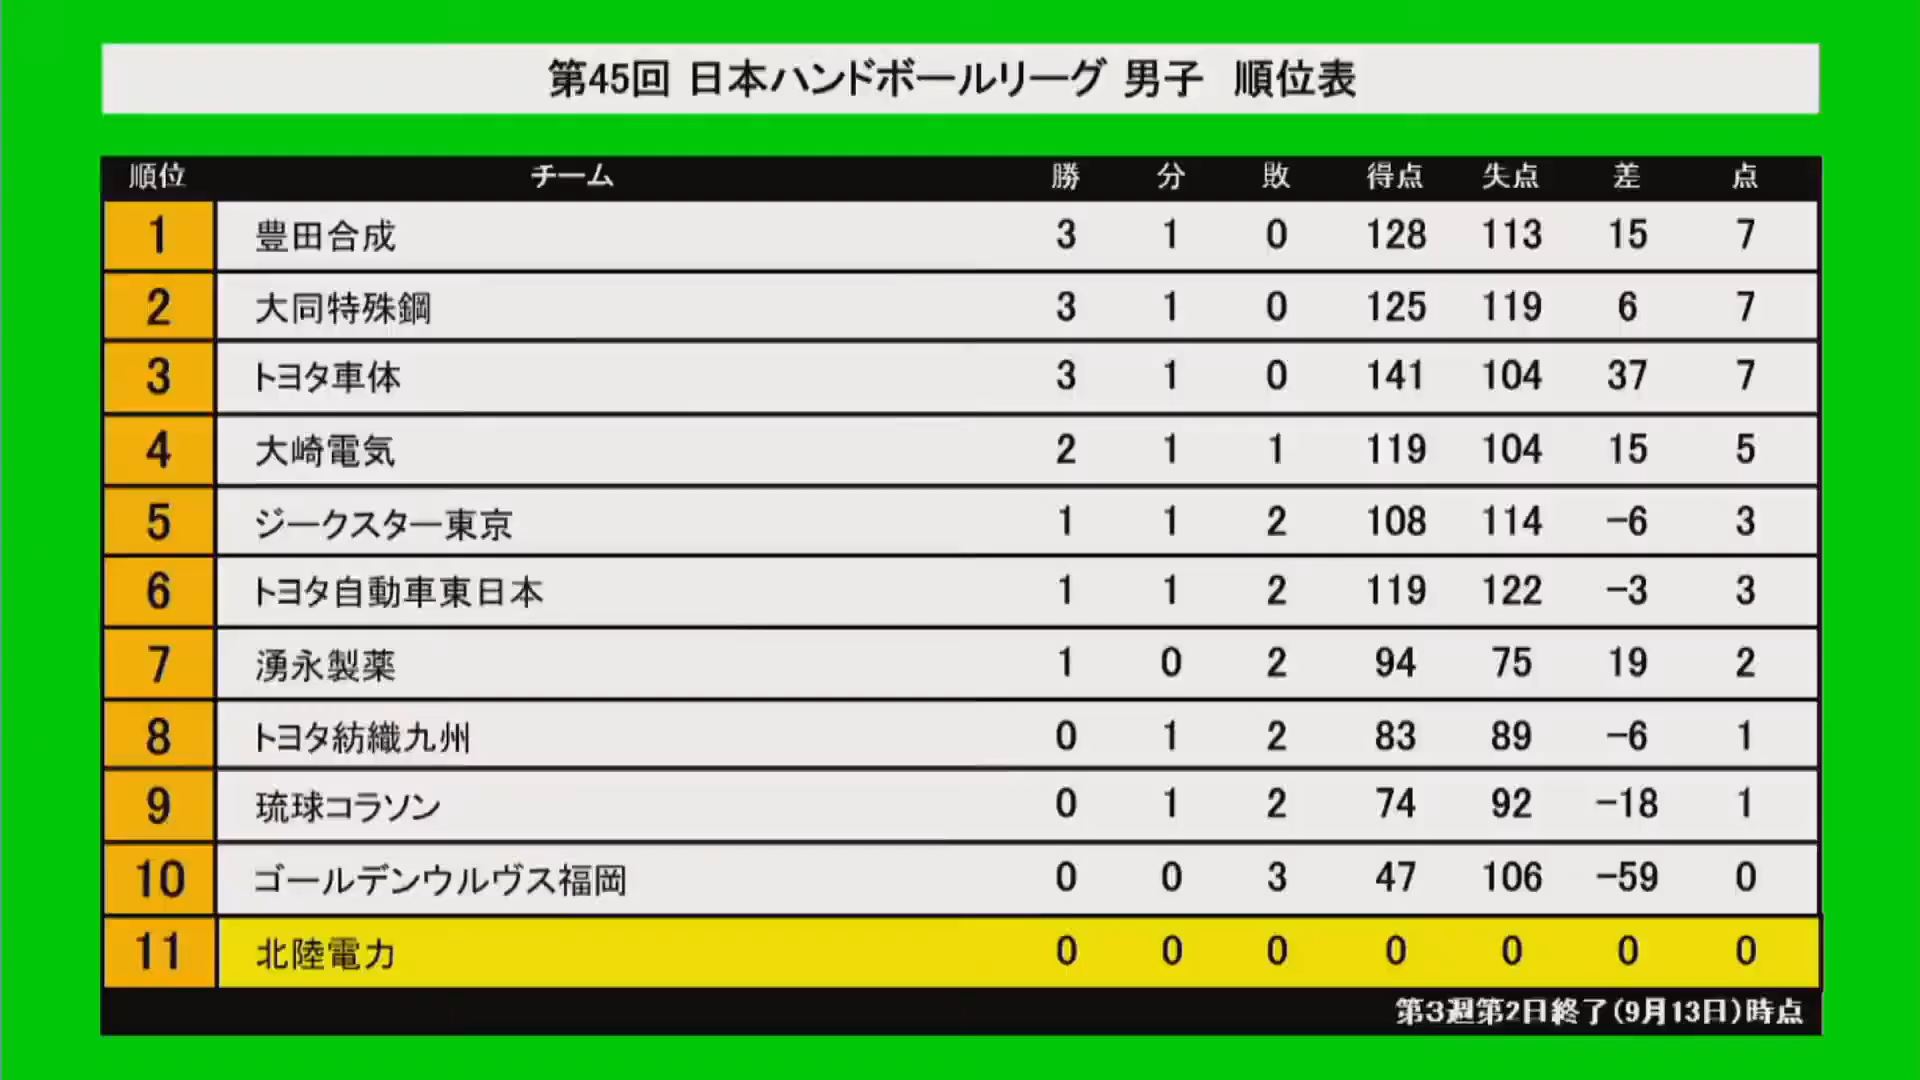 第45回 日本ハンドボールリーグ 男子 順位表
順位 チーム 勝 分 敗 得点 失点 差 点
1 豊田合成 3 1 0 128 113 15 7
2 大同特殊鋼 3 1 0 125 119 6 7
3 トヨタ車体 3 1 0 141 104 37 7
4 大崎電気 2 1 1 119 104 15 5
5 ジークスター東京 1 1 2 108 114 -6 3
6 トヨタ自動車東日本 1 1 2 119 122 -3 3
7 湧永製薬 1 0 2 94 75 19 2
8 トヨタ紡織九州 0 1 2 83 89 -6 1
9 琉球コラソン 0 1 2 74 92 -18 1
10 ゴールデンウルヴス福岡 0 0 3 47 106 -59 0
11 北陸電力 0 0 0 0 0 0 0
第3週第2日終了(9月13日)時点